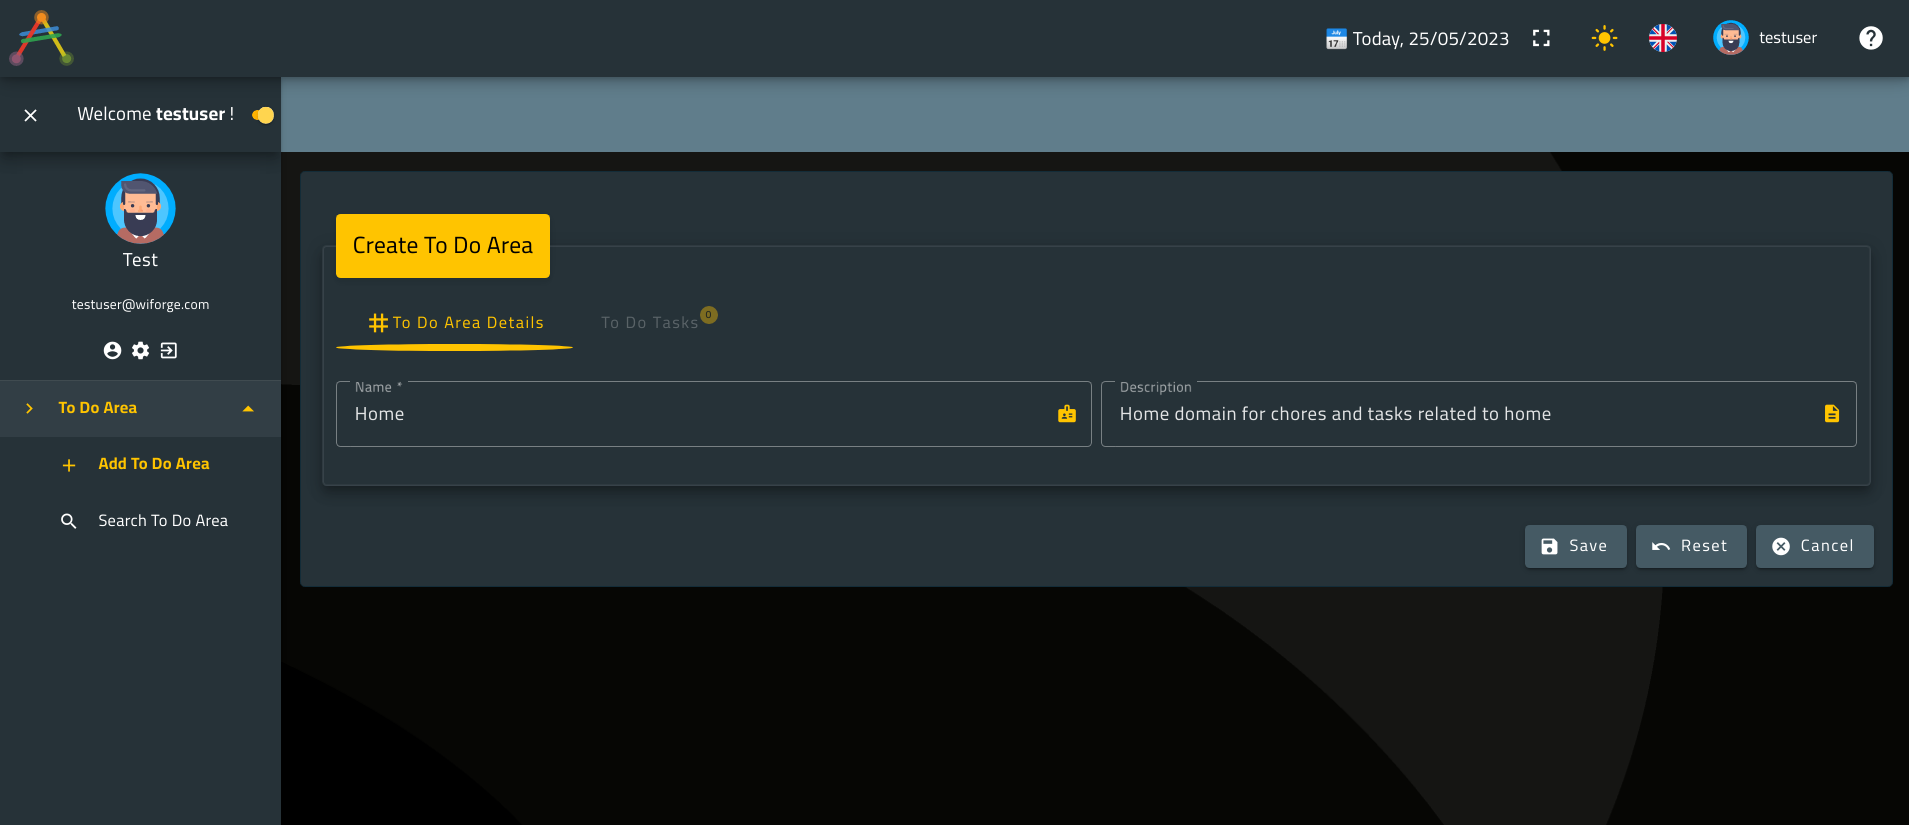 Today, 25/05/2023
testuser
Welcome testuser !
Test
testuser@wiforge.com
To Do Area
Add To Do Area
Search To Do Area
Create To Do Area
To Do Area Details
To Do Tasks 0
Name *
Home
Description
Home domain for chores and tasks related to home
Save
Reset
Cancel